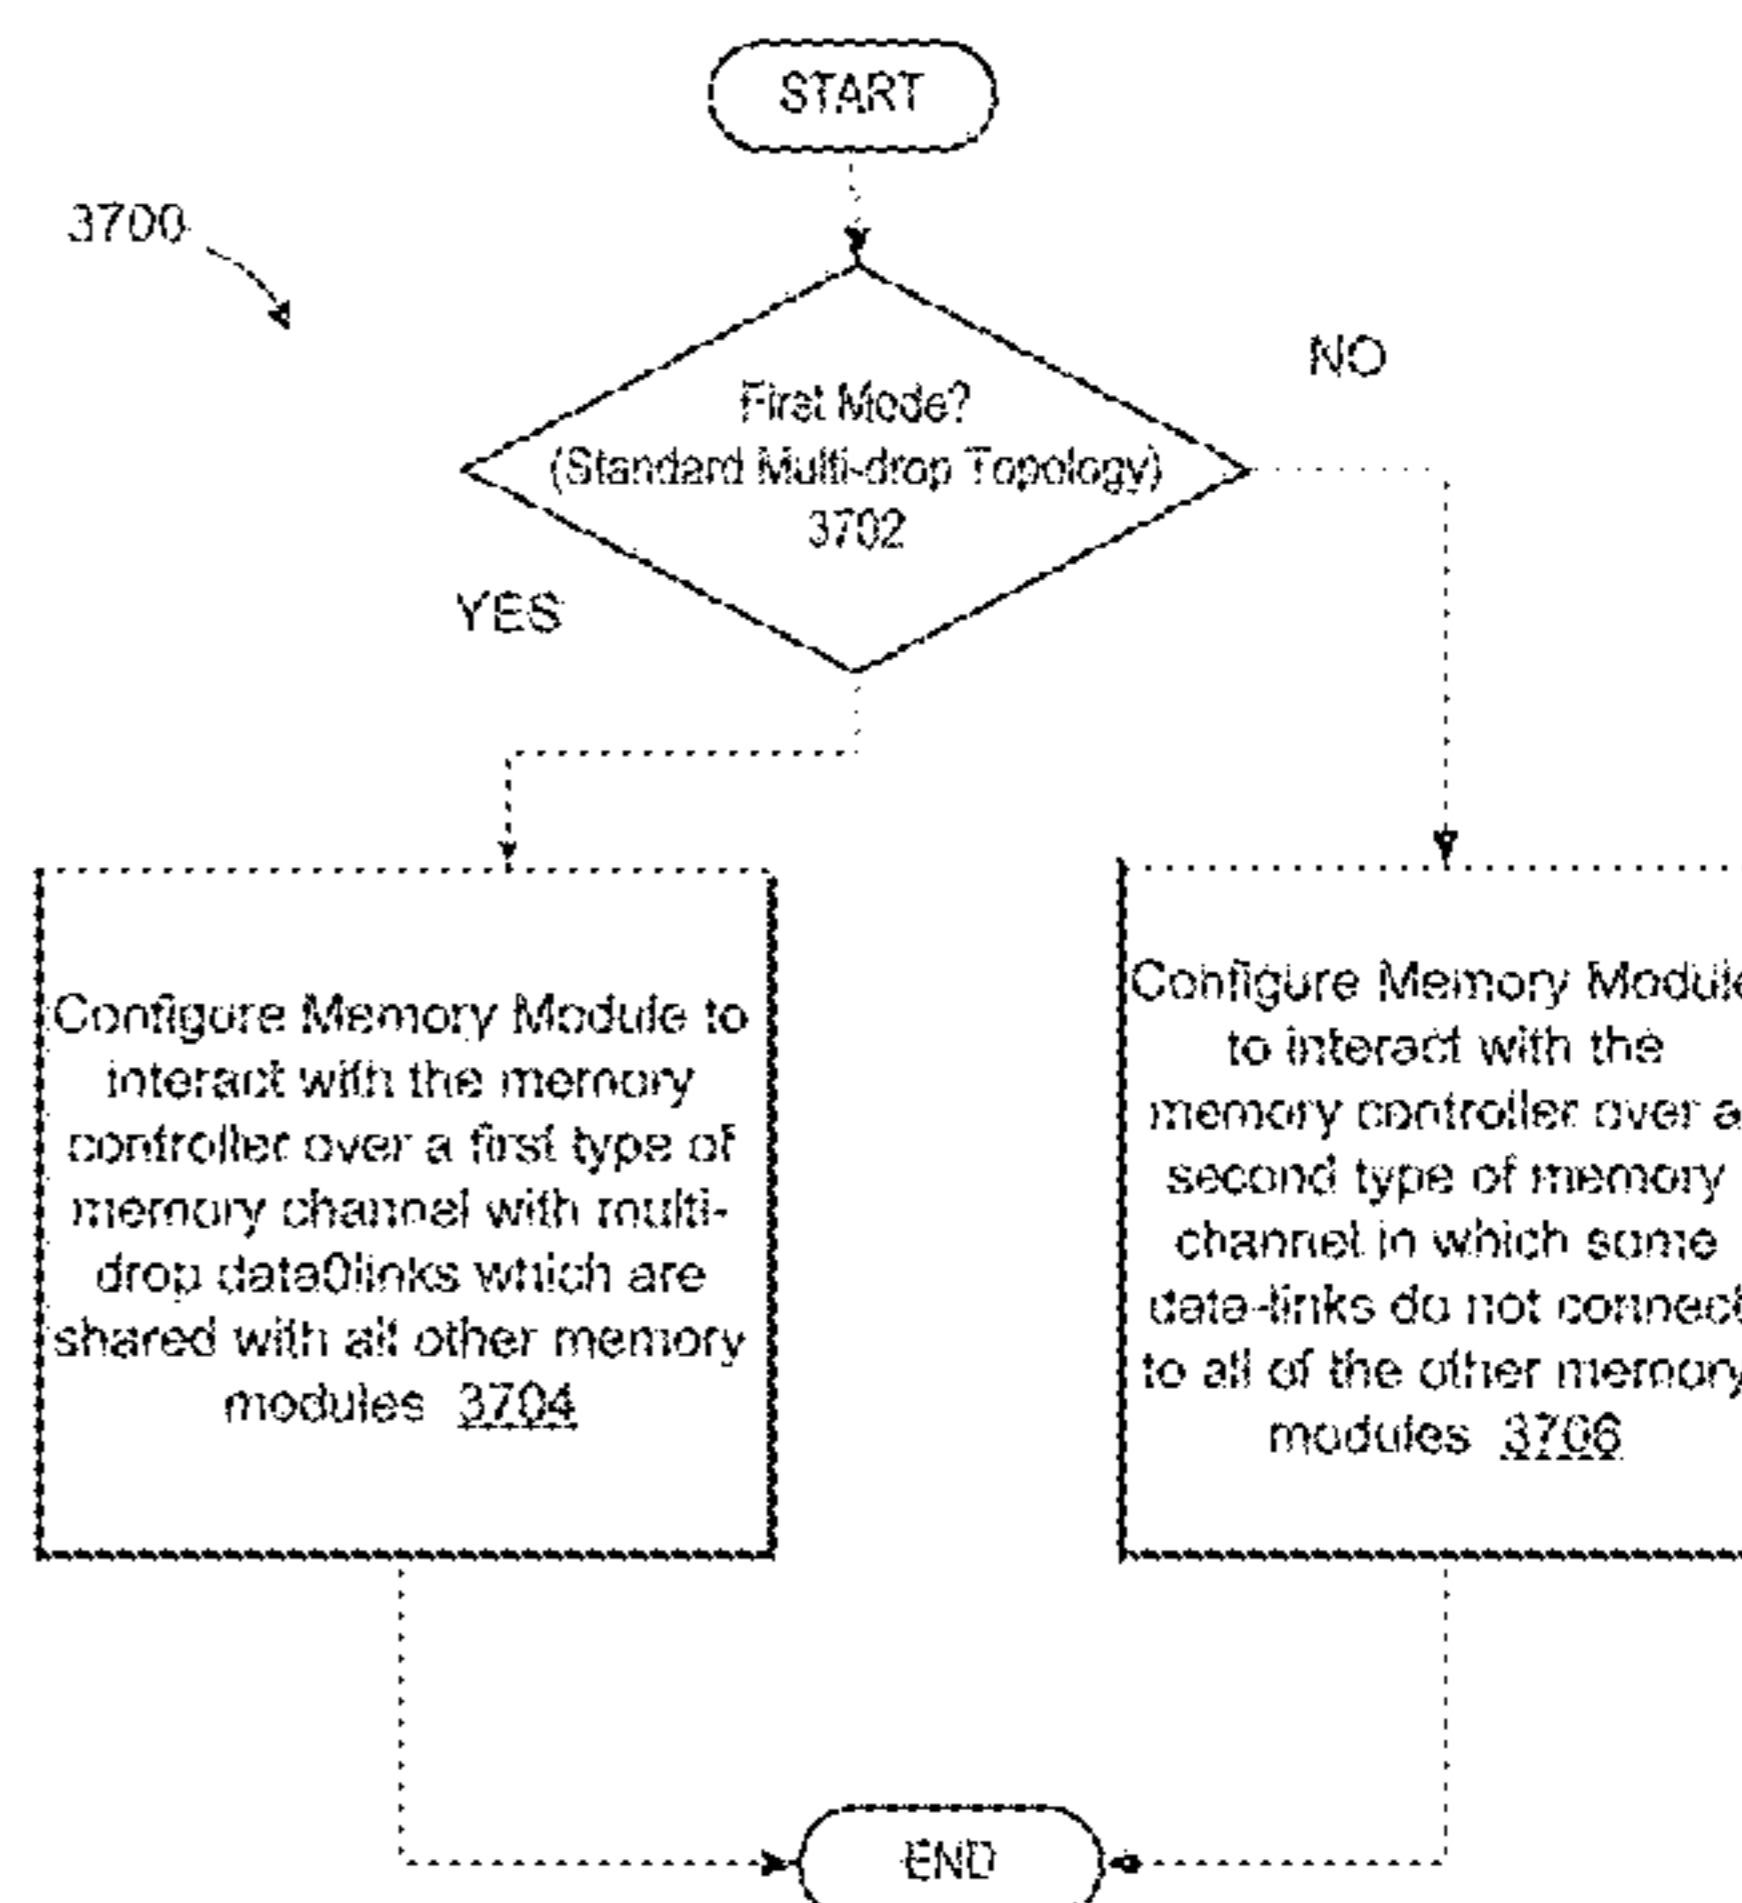 START
3700
First Mode?
(Standard Multi-drop Topology)
3702
NO
YES
Configure Memory Module to
interact with the memory
controller over a first type of
memory channel with multi-
drop data0links which are
shared with all other memory
modules 3704
Configure Memory Module
to interact with the
memory controller over a
second type of memory
channel in which some
data-links do not connect
to all of the other memory
modules 3706
END